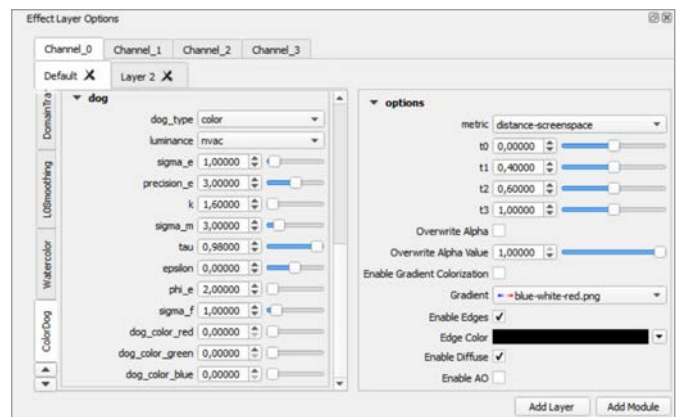 Effect Layer Options
Channel_0 Channel_1 Channel_2 Channel_3
Default X Layer 2 X
DomainTra
L0Smoothing
Watercolor
ColorDog
dog
dog_type color
luminance nvac
sigma_e 1,00000
precision_e 3,00000
k 1,60000
sigma_m 3,00000
tau 0,98000
epsilon 0,00000
phi_e 2,00000
sigma_f 1,00000
dog_color_red 0,00000
dog_color_green 0,00000
dog_color_blue 0,00000
options
metric distance-screenspace
t0 0,00000
t1 0,40000
t2 0,60000
t3 1,00000
Overwrite Alpha
Overwrite Alpha Value 1,00000
Enable Gradient Colorization
Gradient blue-white-red.png
Enable Edges
Edge Color
Enable Diffuse
Enable AO
Add Layer Add Module